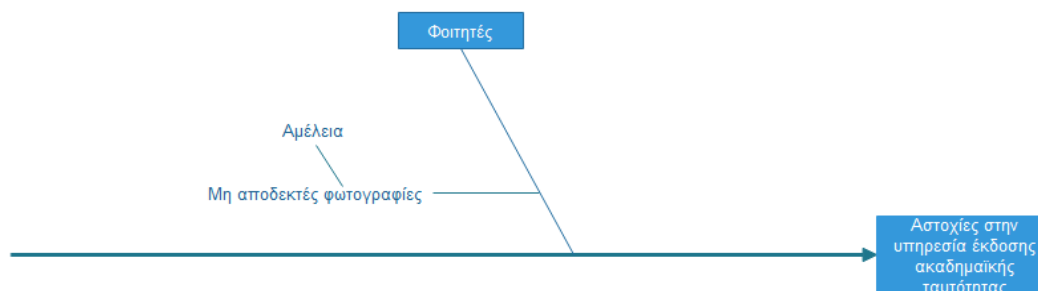 Φοιτητές
Αμέλεια
Μη αποδεκτές φωτογραφίες
Αστοχίες στην
υπηρεσία έκδοσης
ακαδημαϊκής
ταυτότητας